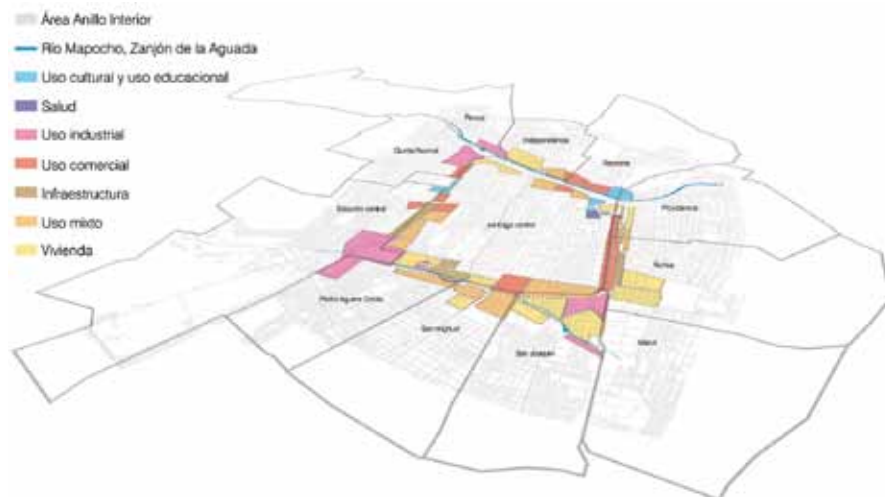 Área Anillo Interior
Río Mapocho, Zanjón de la Aguada
Uso cultural y uso educacional
Salud
Uso industrial
Uso comercial
Infraestructura
Uso mixto
Vivienda
Renca
Independencia
Quinta Normal
Recoleta
Estación central
santiago centro
Providencia
Ñuñoa
Pedro Aguirre Cerda
San Miguel
San Joaquín
Macul